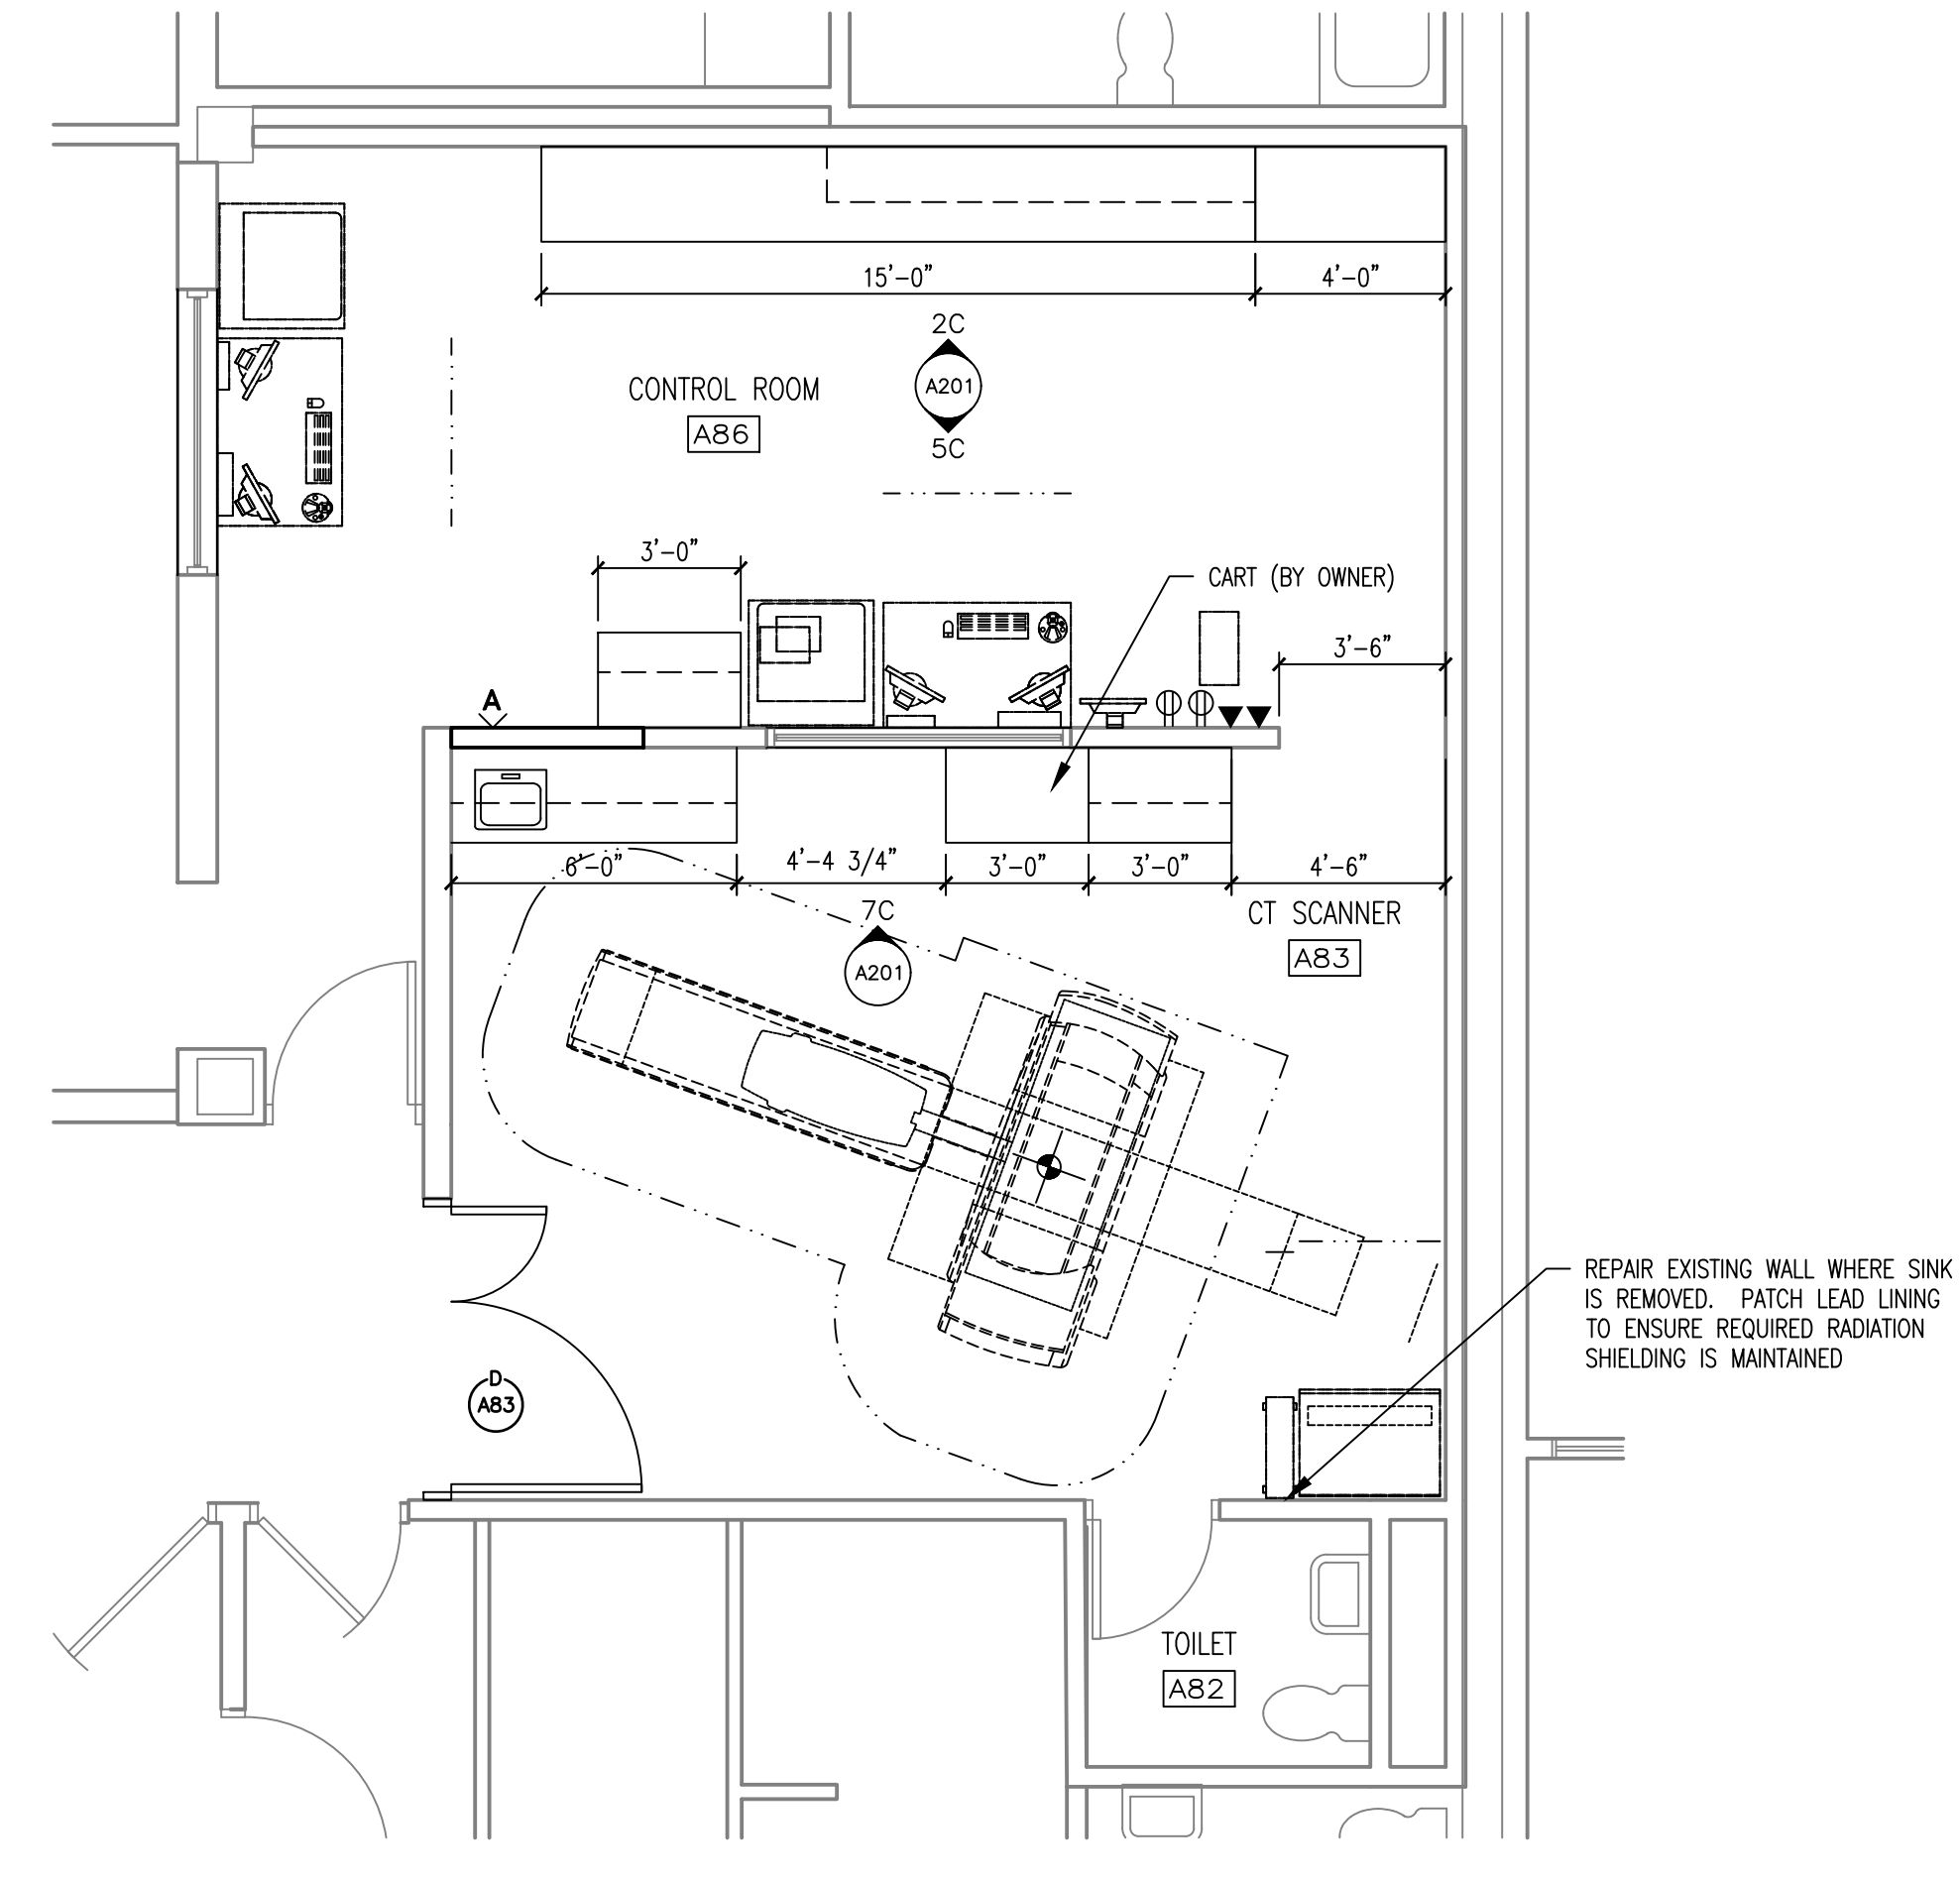 15'-0"
4'-0"
2C
A201
5C
CONTROL ROOM
A86
3'-0"
CART (BY OWNER)
3'-6"
A
6'-0"
4'-4 3/4"
3'-0"
3'-0"
4'-6"
7C
A201
CT SCANNER
A83
REPAIR EXISTING WALL WHERE SINK
IS REMOVED. PATCH LEAD LINING
TO ENSURE REQUIRED RADIATION
SHIELDING IS MAINTAINED
D
A83
TOILET
A82